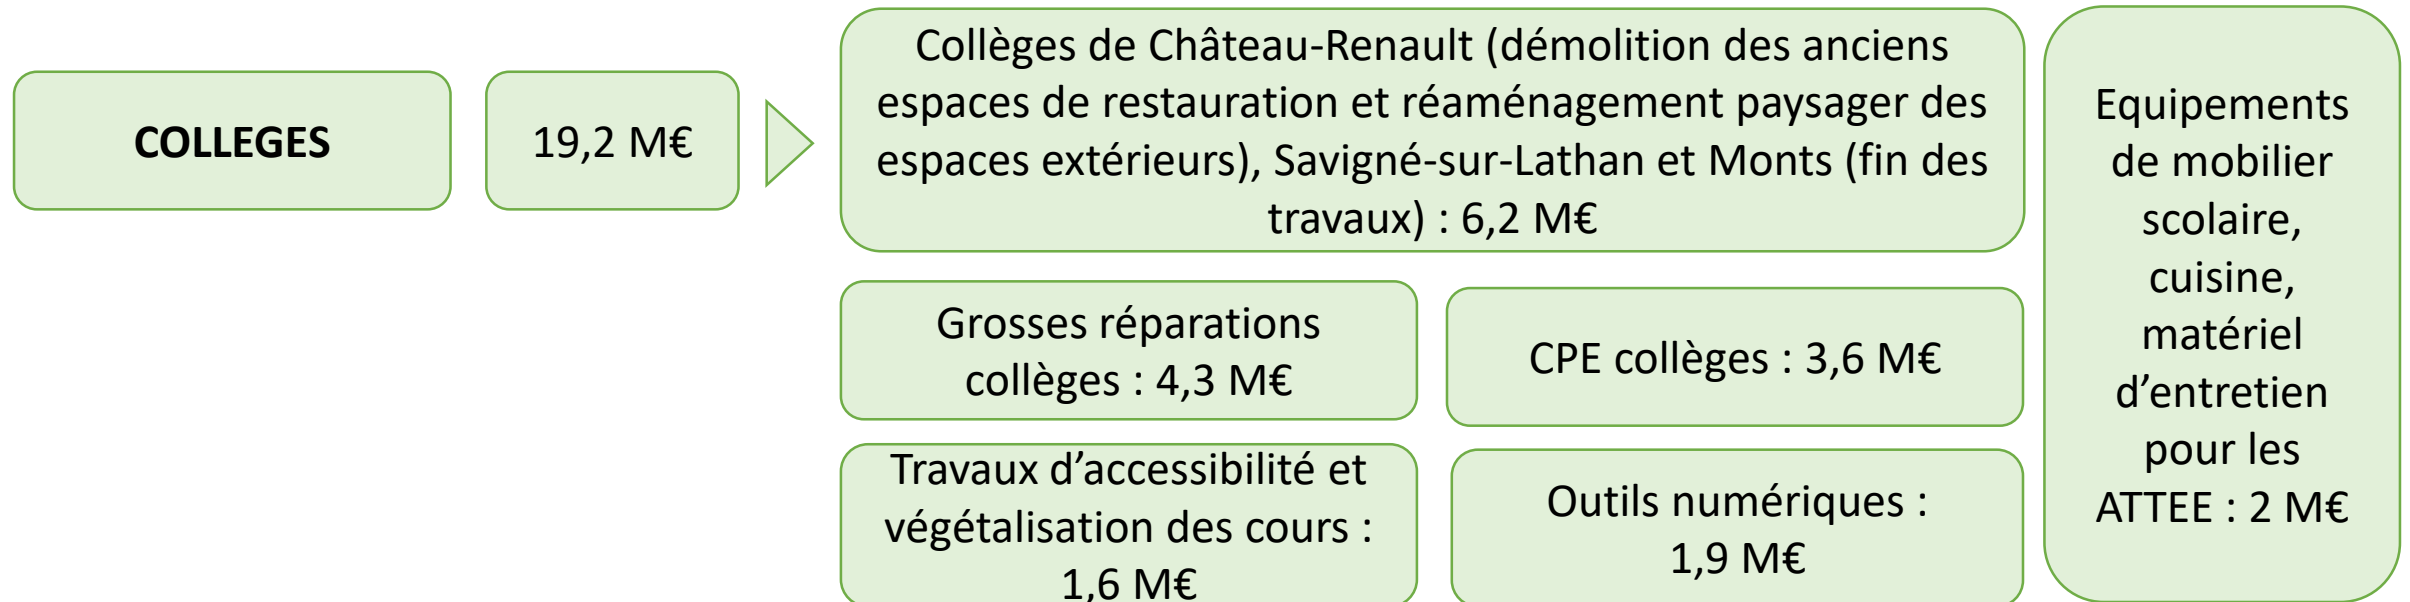 COLLEGES
19,2 M€
Collèges de Château-Renault (démolition des anciens
espaces de restauration et réaménagement paysager des
espaces extérieurs), Savigné-sur-Lathan et Monts (fin des
travaux) : 6,2 M€
Grosses réparations
collèges : 4,3 M€
CPE collèges : 3,6 M€
Travaux d’accessibilité et
végétalisation des cours :
1,6 M€
Outils numériques :
1,9 M€
Equipements
de mobilier
scolaire,
cuisine,
matériel
d’entretien
pour les
ATTEE : 2 M€